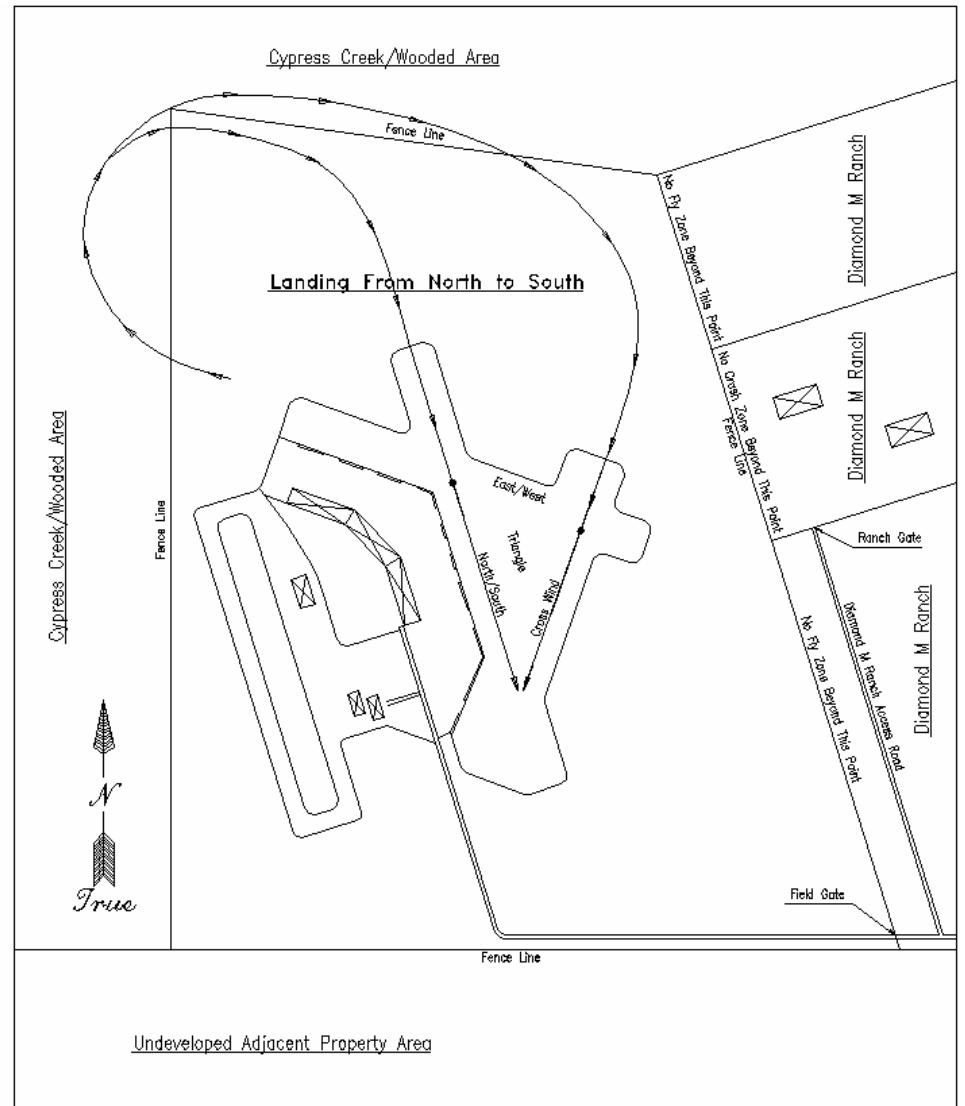 Cypress Creek/Wooded Area
Fence Line
No Fly Zone Beyond This Point
Diamond M Ranch
Landing From North to South
No Crash Zone Beyond This Point
Fence Line
Diamond M Ranch
Cypress Creek/Wooded Area
Fence Line
East/West
Triangle
North/South
Cross Wind
Ranch Gate
No Fly Zone Beyond This Point
Diamond M Ranch Access Road
Diamond M Ranch
N
True
Field Gate
Fence Line
Undeveloped Adjacent Property Area